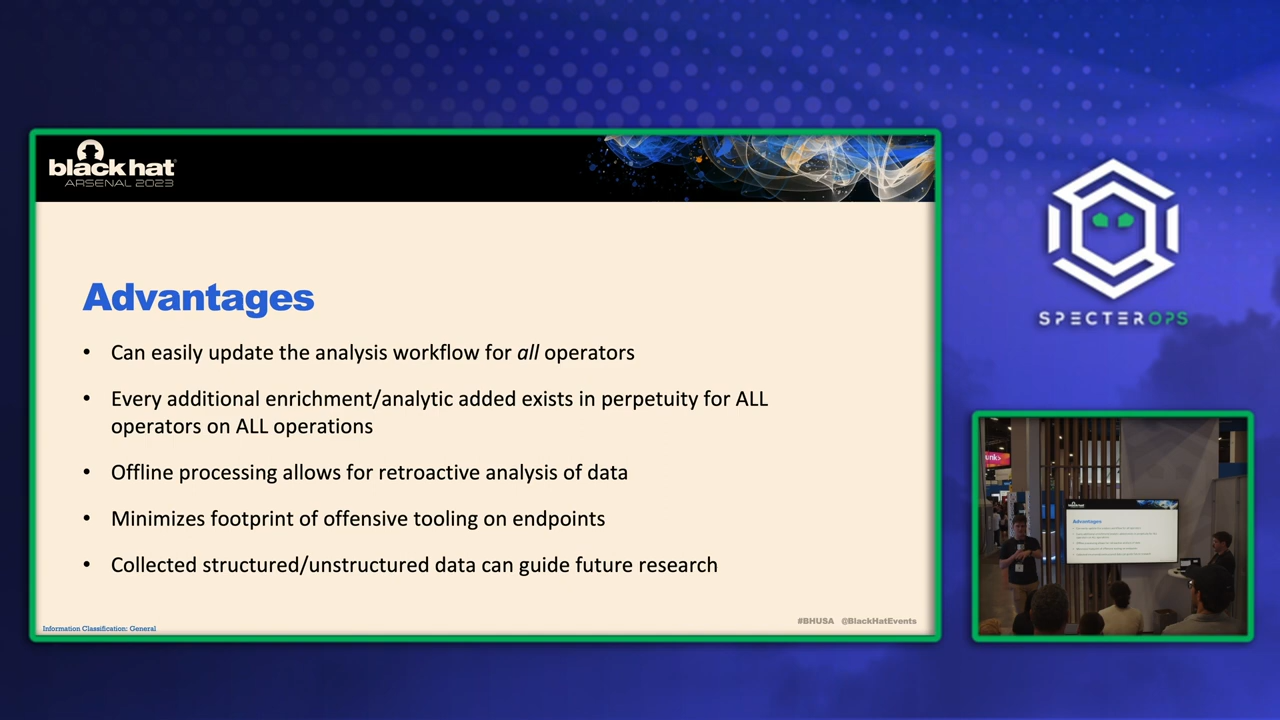 black hat
ARSENAL 2023
Advantages
• Can easily update the analysis workflow for all operators
• Every additional enrichment/analytic added exists in perpetuity for ALL
operators on ALL operations
• Offline processing allows for retroactive analysis of data
• Minimizes footprint of offensive tooling on endpoints
• Collected structured/unstructured data can guide future research
Information Classification: General
#BHUSA @BlackHatEvents
SPECTEROPS
Advantages